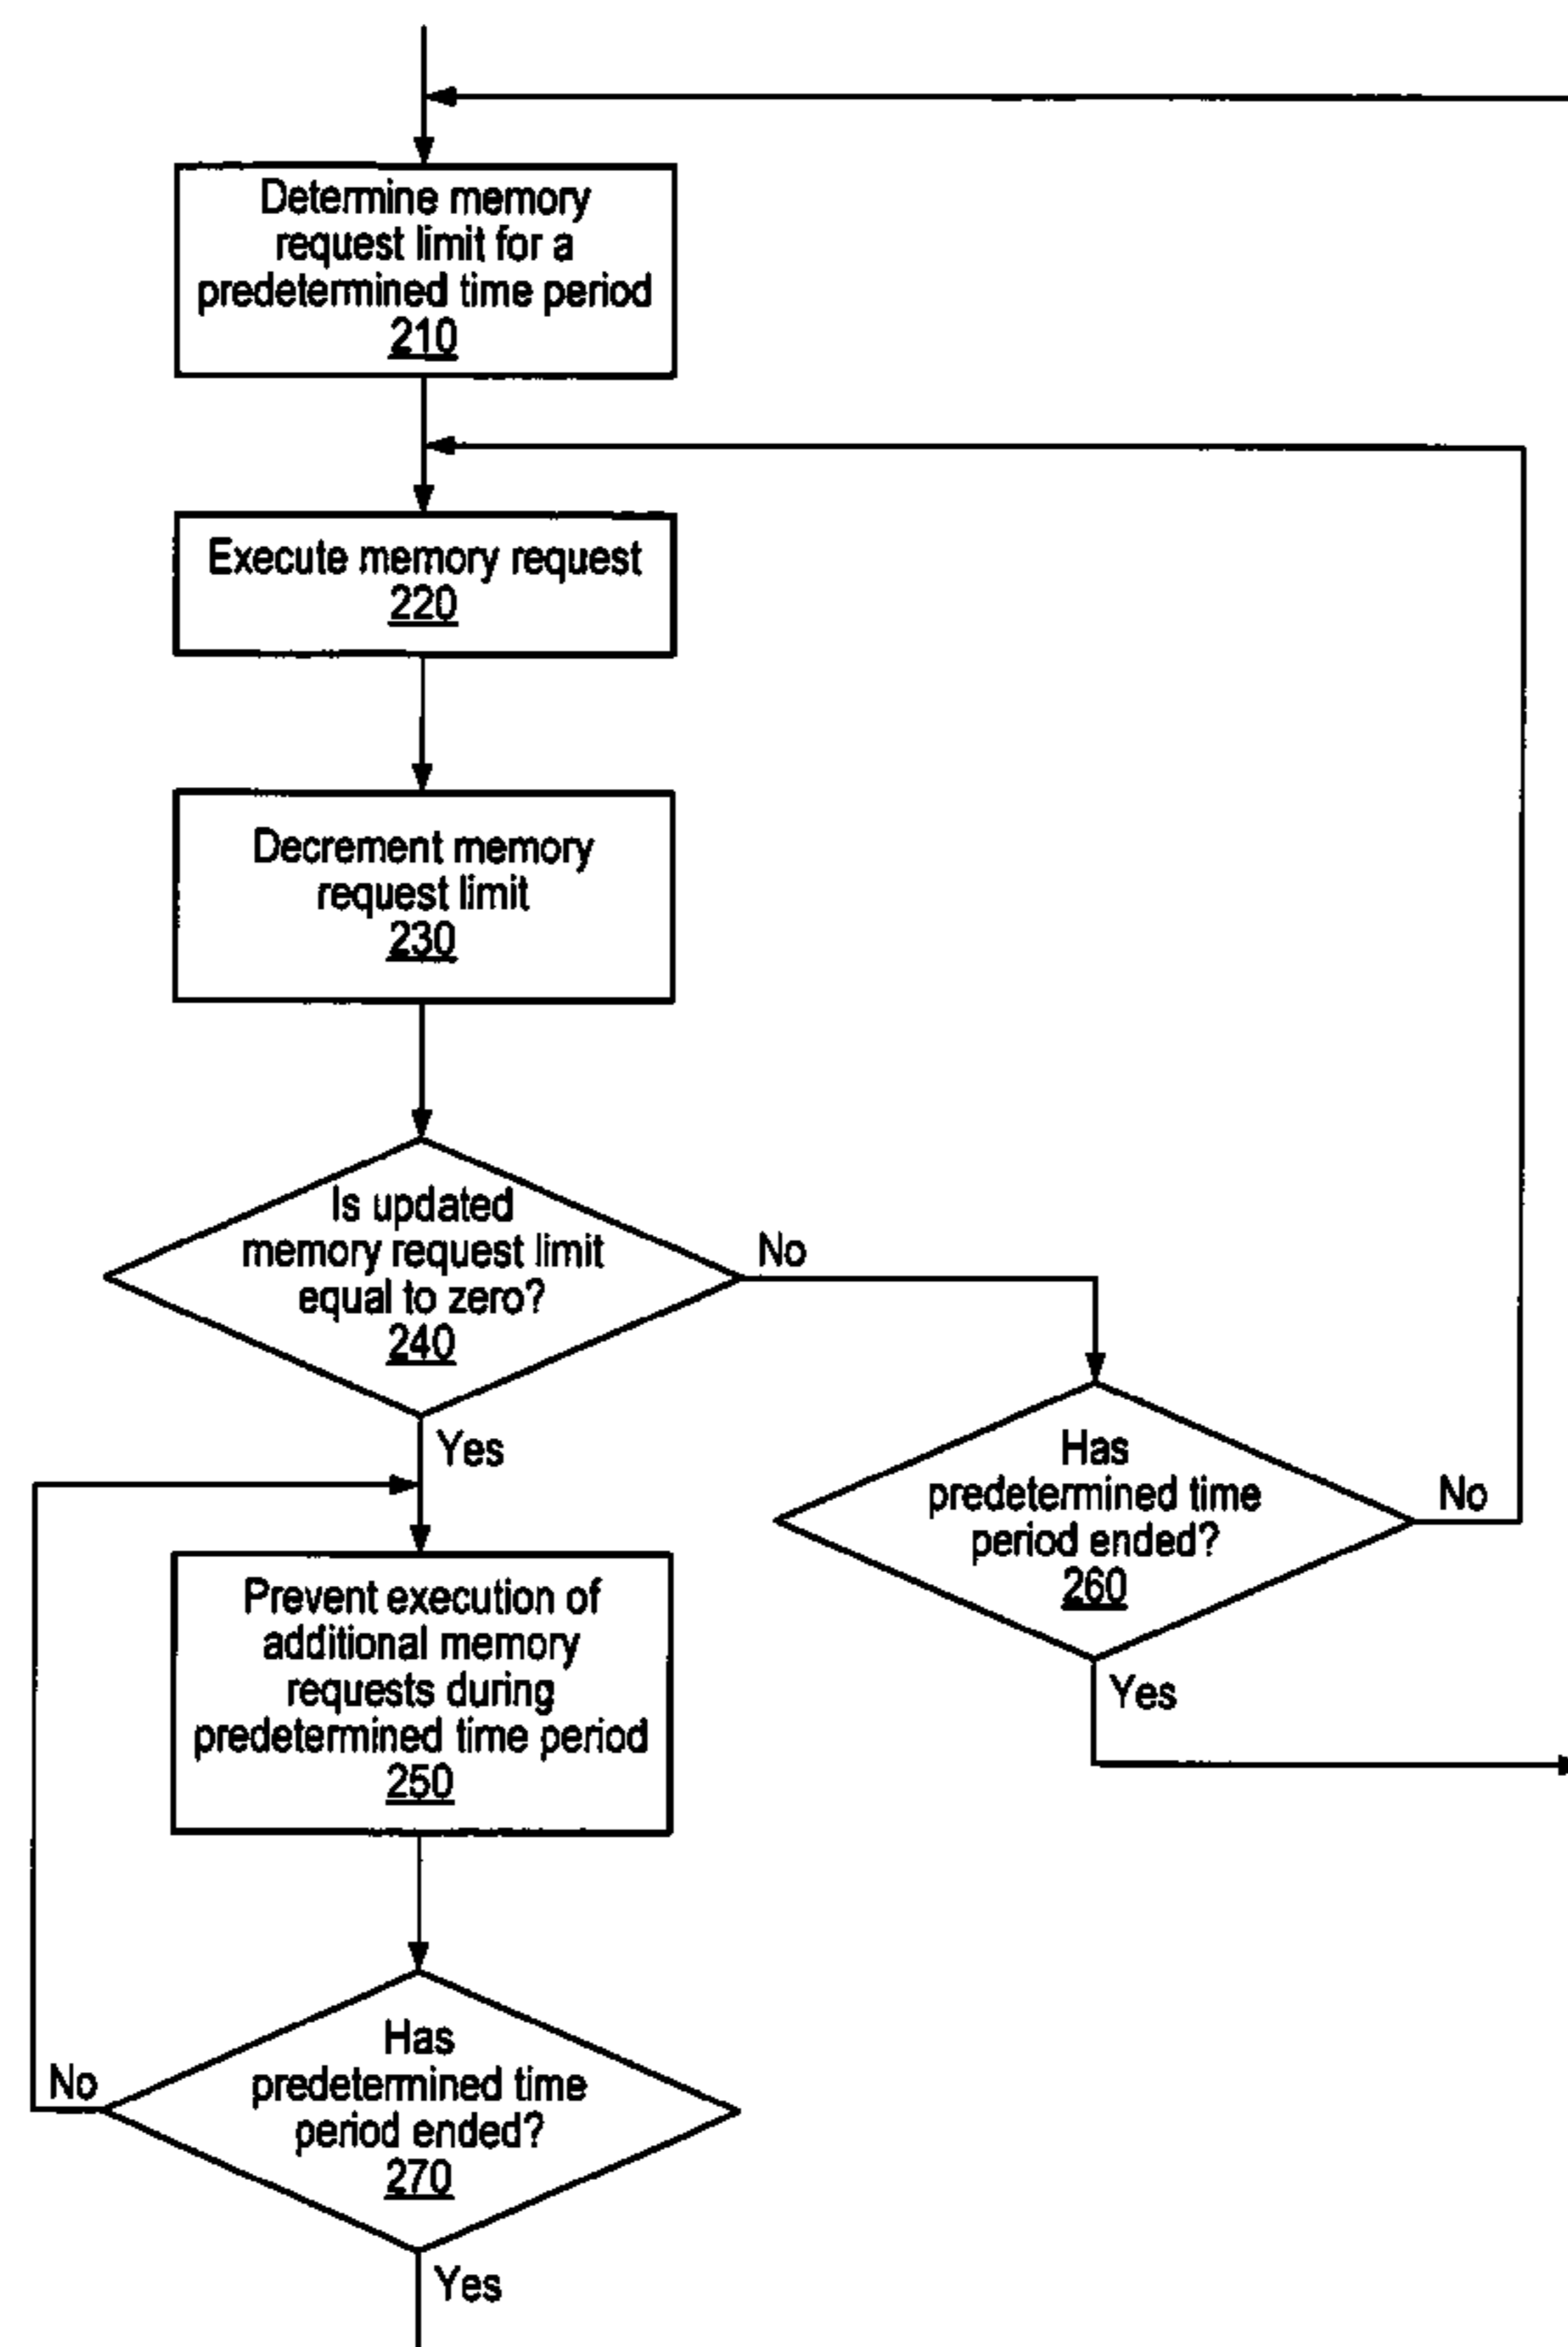 Determine memory
request limit for a
predetermined time period
210
Execute memory request
220
Decrement memory
request limit
230
Is updated
memory request limit
equal to zero?
240
No
Yes
Has
predetermined time
period ended?
260
No
Yes
Prevent execution of
additional memory
requests during
predetermined time period
250
Has
predetermined time
period ended?
270
No
Yes